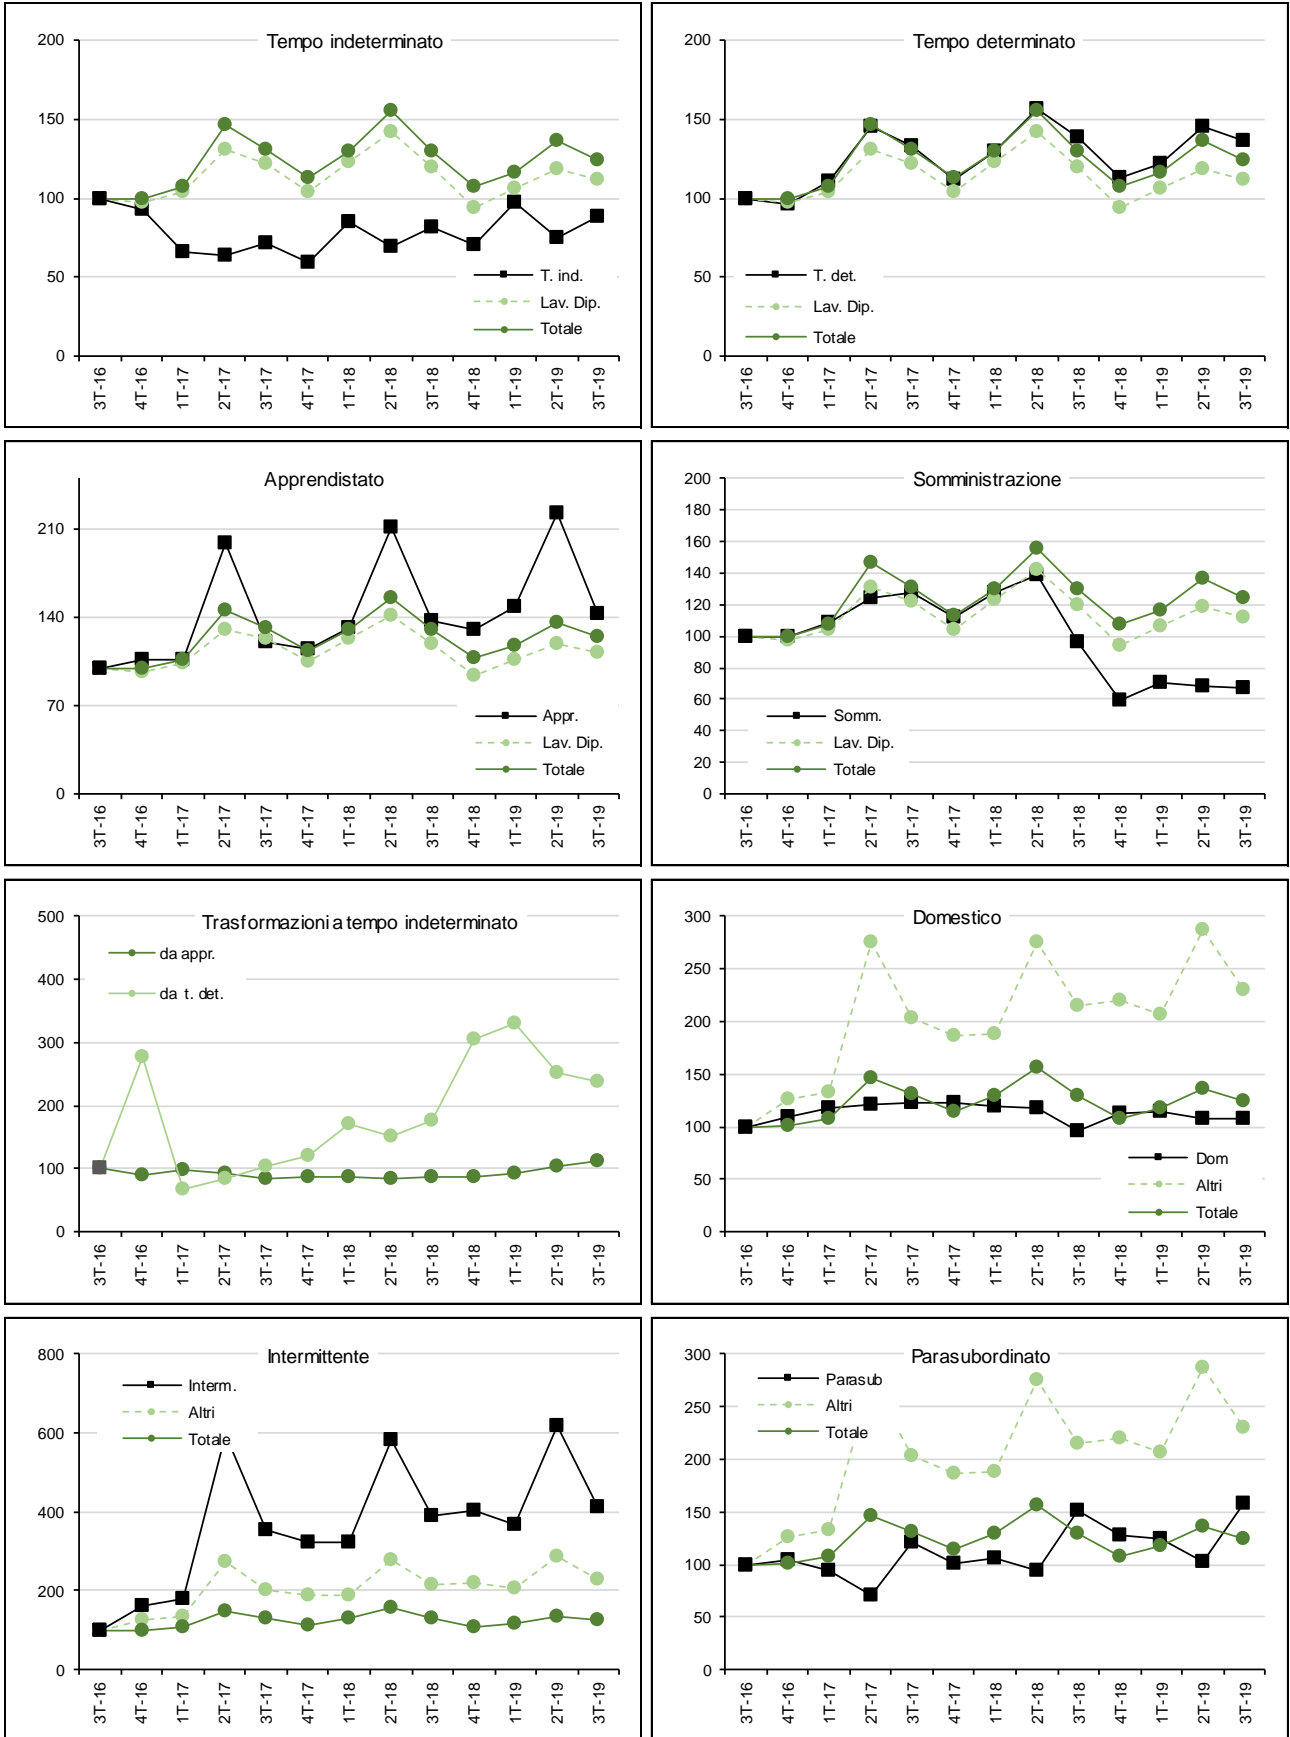 Tempo indeterminato
200
150
100
50
0
T. ind.
Lav. Dip.
Totale
3T-16
4T-16
1T-17
2T-17
3T-17
4T-17
1T-18
2T-18
3T-18
4T-18
1T-19
2T-19
3T-19
Tempo determinato
200
150
100
50
0
T. det.
Lav. Dip.
Totale
3T-16
4T-16
1T-17
2T-17
3T-17
4T-17
1T-18
2T-18
3T-18
4T-18
1T-19
2T-19
3T-19
Apprendistato
210
140
70
0
Appr.
Lav. Dip.
Totale
3T-16
4T-16
1T-17
2T-17
3T-17
4T-17
1T-18
2T-18
3T-18
4T-18
1T-19
2T-19
3T-19
Somministrazione
200
180
160
140
120
100
80
60
40
20
0
Somm.
Lav. Dip.
Totale
3T-16
4T-16
1T-17
2T-17
3T-17
4T-17
1T-18
2T-18
3T-18
4T-18
1T-19
2T-19
3T-19
Trasformazioni a tempo indeterminato
500
400
300
200
100
0
da appr.
da t. det.
3T-16
4T-16
1T-17
2T-17
3T-17
4T-17
1T-18
2T-18
3T-18
4T-18
1T-19
2T-19
3T-19
Domestico
300
250
200
150
100
50
0
Dom
Altri
Totale
3T-16
4T-16
1T-17
2T-17
3T-17
4T-17
1T-18
2T-18
3T-18
4T-18
1T-19
2T-19
3T-19
Intermittente
800
600
400
200
0
Interm.
Altri
Totale
3T-16
4T-16
1T-17
2T-17
3T-17
4T-17
1T-18
2T-18
3T-18
4T-18
1T-19
2T-19
3T-19
Parasubordinato
300
250
200
150
100
50
0
Parasub
Altri
Totale
3T-16
4T-16
1T-17
2T-17
3T-17
4T-17
1T-18
2T-18
3T-18
4T-18
1T-19
2T-19
3T-19